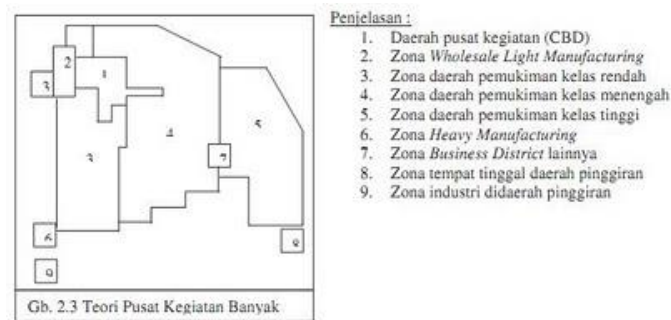 Penjelasan :
1. Daerah pusat kegiatan (CBD)
2. Zona Wholesale Light Manufacturing
3. Zona daerah pemukiman kelas rendah
4. Zona daerah pemukiman kelas menengah
5. Zona daerah pemukiman kelas tinggi
6. Zona Heavy Manufacturing
7. Zona Business District lainnya
8. Zona tempat tinggal daerah pinggiran
9. Zona industri didaerah pinggiran
2
1
3
4
5
3
7
6
8
9
Gb. 2.3 Teori Pusat Kegiatan Banyak